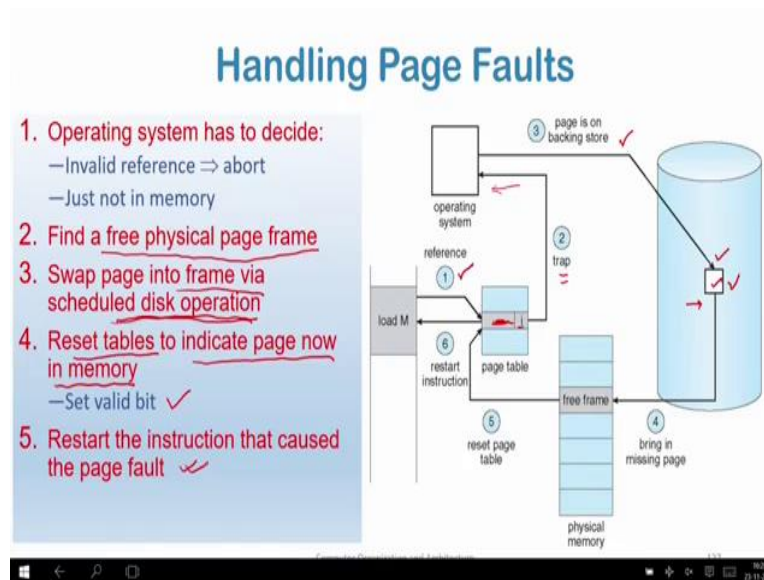 Handling Page Faults
1. Operating system has to decide:
—Invalid reference ⇒ abort
—Just not in memory
2. Find a free physical page frame
3. Swap page into frame via
scheduled disk operation
4. Reset tables to indicate page now
in memory
—Set valid bit
5. Restart the instruction that caused
the page fault
3
page is on
backing store
operating
system
reference
1
2
trap
load M
i
6
restart
instruction
page table
free frame
5
reset page
table
4
bring in
missing page
physical
memory
Computer Organization and Architecture